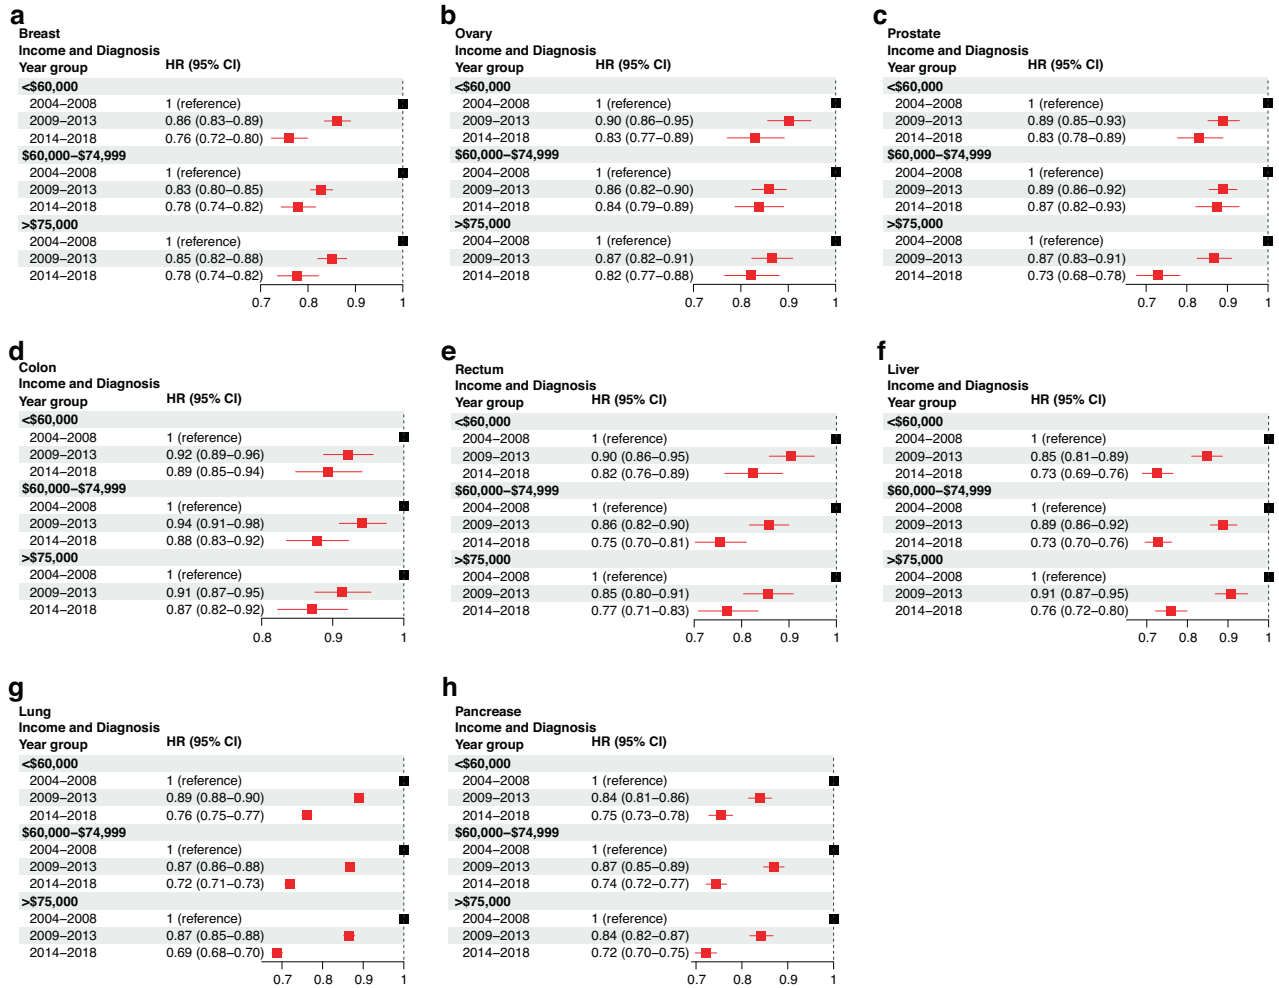 a
Breast
Income and Diagnosis
Year group HR (95% CI)
<$60,000
2004–2008 1 (reference)
2009–2013 0.86 (0.83–0.89)
2014–2018 0.76 (0.72–0.80)
$60,000–$74,999
2004–2008 1 (reference)
2009–2013 0.83 (0.80–0.85)
2014–2018 0.78 (0.74–0.82)
>$75,000
2004–2008 1 (reference)
2009–2013 0.85 (0.82–0.88)
2014–2018 0.78 (0.74–0.82)
0.7 0.8 0.9 1
b
Ovary
Income and Diagnosis
Year group HR (95% CI)
<$60,000
2004–2008 1 (reference)
2009–2013 0.90 (0.86–0.95)
2014–2018 0.83 (0.77–0.89)
$60,000–$74,999
2004–2008 1 (reference)
2009–2013 0.86 (0.82–0.90)
2014–2018 0.84 (0.79–0.89)
>$75,000
2004–2008 1 (reference)
2009–2013 0.87 (0.82–0.91)
2014–2018 0.82 (0.77–0.88)
0.7 0.8 0.9 1
c
Prostate
Income and Diagnosis
Year group HR (95% CI)
<$60,000
2004–2008 1 (reference)
2009–2013 0.89 (0.85–0.93)
2014–2018 0.83 (0.78–0.89)
$60,000–$74,999
2004–2008 1 (reference)
2009–2013 0.89 (0.86–0.92)
2014–2018 0.87 (0.82–0.93)
>$75,000
2004–2008 1 (reference)
2009–2013 0.87 (0.83–0.91)
2014–2018 0.73 (0.68–0.78)
0.7 0.8 0.9 1
d
Colon
Income and Diagnosis
Year group HR (95% CI)
<$60,000
2004–2008 1 (reference)
2009–2013 0.92 (0.89–0.96)
2014–2018 0.89 (0.85–0.94)
$60,000–$74,999
2004–2008 1 (reference)
2009–2013 0.94 (0.91–0.98)
2014–2018 0.88 (0.83–0.92)
>$75,000
2004–2008 1 (reference)
2009–2013 0.91 (0.87–0.95)
2014–2018 0.87 (0.82–0.92)
0.8 0.9 1
e
Rectum
Income and Diagnosis
Year group HR (95% CI)
<$60,000
2004–2008 1 (reference)
2009–2013 0.90 (0.86–0.95)
2014–2018 0.82 (0.76–0.89)
$60,000–$74,999
2004–2008 1 (reference)
2009–2013 0.86 (0.82–0.90)
2014–2018 0.75 (0.70–0.81)
>$75,000
2004–2008 1 (reference)
2009–2013 0.85 (0.80–0.91)
2014–2018 0.77 (0.71–0.83)
0.7 0.8 0.9 1
f
Liver
Income and Diagnosis
Year group HR (95% CI)
<$60,000
2004–2008 1 (reference)
2009–2013 0.85 (0.81–0.89)
2014–2018 0.73 (0.69–0.76)
$60,000–$74,999
2004–2008 1 (reference)
2009–2013 0.89 (0.86–0.92)
2014–2018 0.73 (0.70–0.76)
>$75,000
2004–2008 1 (reference)
2009–2013 0.91 (0.87–0.95)
2014–2018 0.76 (0.72–0.80)
0.7 0.8 0.9 1
g
Lung
Income and Diagnosis
Year group HR (95% CI)
<$60,000
2004–2008 1 (reference)
2009–2013 0.89 (0.88–0.90)
2014–2018 0.76 (0.75–0.77)
$60,000–$74,999
2004–2008 1 (reference)
2009–2013 0.87 (0.86–0.88)
2014–2018 0.72 (0.71–0.73)
>$75,000
2004–2008 1 (reference)
2009–2013 0.87 (0.85–0.88)
2014–2018 0.69 (0.68–0.70)
0.7 0.8 0.9 1
h
Pancrease
Income and Diagnosis
Year group HR (95% CI)
<$60,000
2004–2008 1 (reference)
2009–2013 0.84 (0.81–0.86)
2014–2018 0.75 (0.73–0.78)
$60,000–$74,999
2004–2008 1 (reference)
2009–2013 0.87 (0.85–0.89)
2014–2018 0.74 (0.72–0.77)
>$75,000
2004–2008 1 (reference)
2009–2013 0.84 (0.82–0.87)
2014–2018 0.72 (0.70–0.75)
0.7 0.8 0.9 1